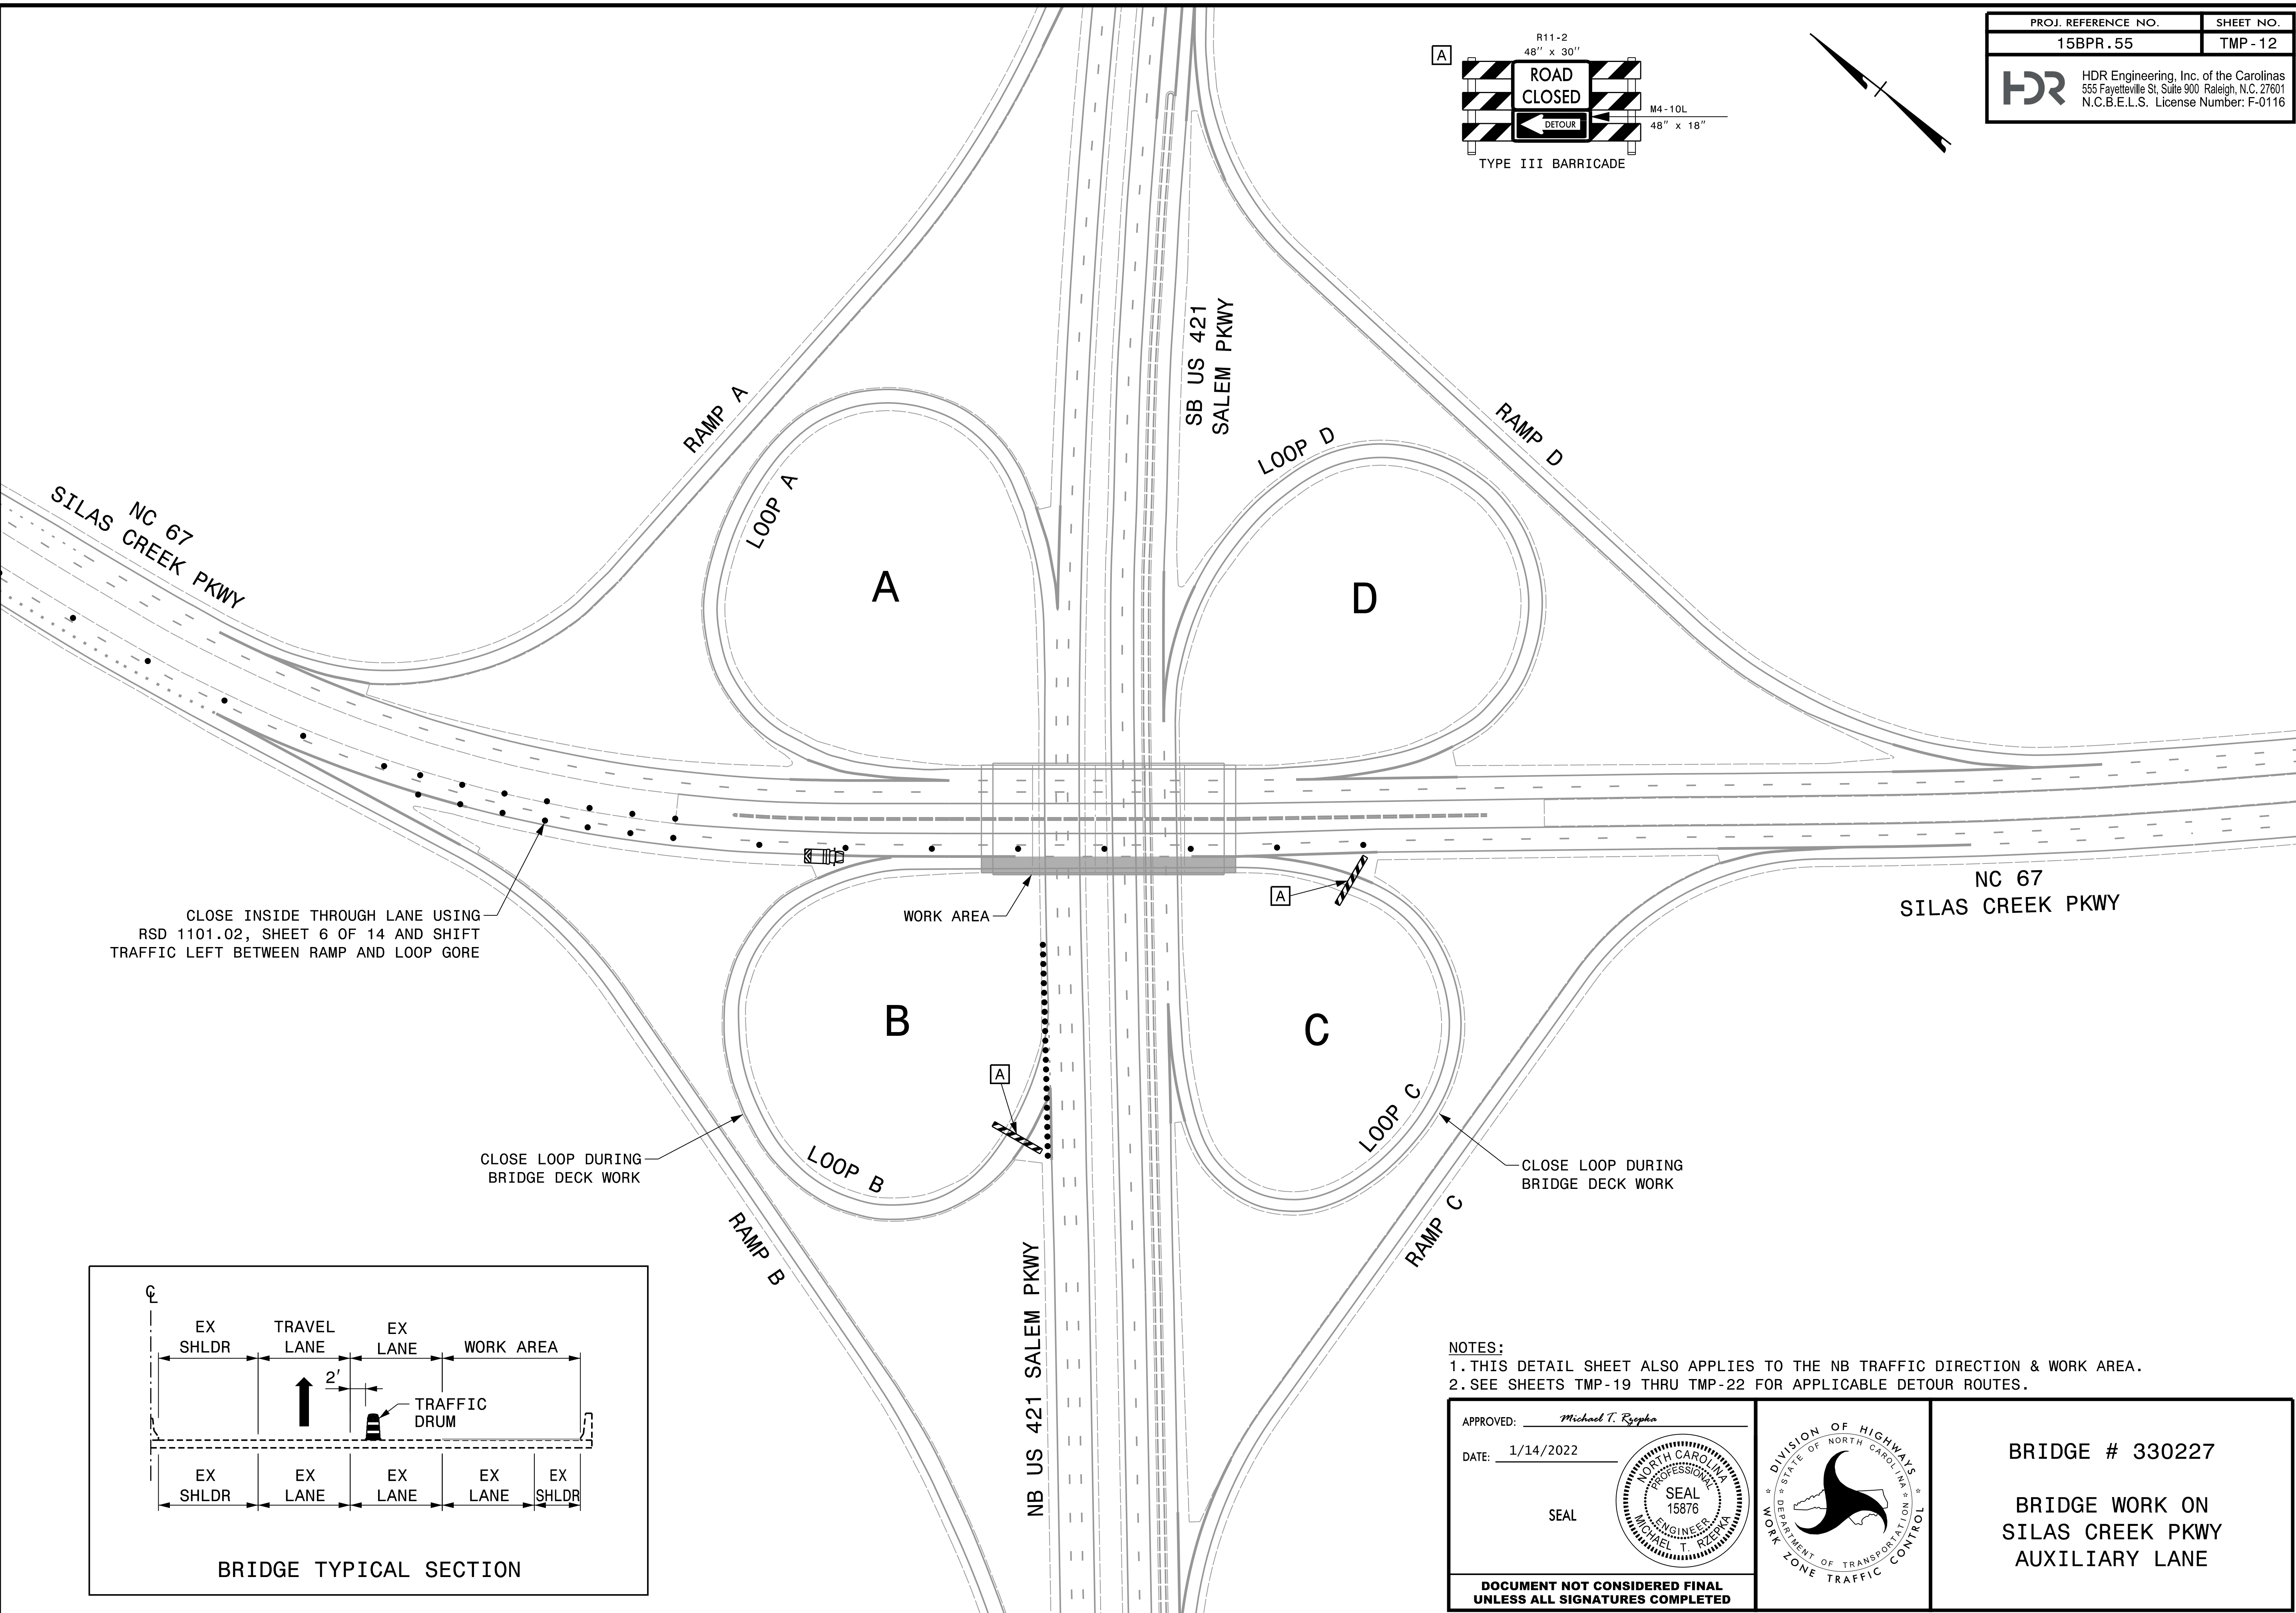 PROJ. REFERENCE NO.
SHEET NO.
15BPR.55
TMP-12
HDR
HDR Engineering, Inc. of the Carolinas
555 Fayetteville St, Suite 900 Raleigh, N.C. 27601
N.C.B.E.L.S. License Number: F-0116
A
R11-2
48" x 30"
ROAD
CLOSED
DETOUR
M4-10L
48" x 18"
TYPE III BARRICADE
SB US 421
SALEM PKWY
RAMP A
LOOP A
A
LOOP D
D
RAMP D
NC 67
SILAS CREEK PKWY
CLOSE INSIDE THROUGH LANE USING
RSD 1101.02, SHEET 6 OF 14 AND SHIFT
TRAFFIC LEFT BETWEEN RAMP AND LOOP GORE
WORK AREA
A
NC 67
SILAS CREEK PKWY
B
A
C
LOOP B
LOOP C
CLOSE LOOP DURING
BRIDGE DECK WORK
CLOSE LOOP DURING
BRIDGE DECK WORK
RAMP B
RAMP C
NB US 421 SALEM PKWY
CL
EX
SHLDR
TRAVEL
LANE
EX
LANE
WORK AREA
2'
TRAFFIC
DRUM
EX
SHLDR
EX
LANE
EX
LANE
EX
LANE
EX
SHLDR
BRIDGE TYPICAL SECTION
NOTES:
1.THIS DETAIL SHEET ALSO APPLIES TO THE NB TRAFFIC DIRECTION & WORK AREA.
2.SEE SHEETS TMP-19 THRU TMP-22 FOR APPLICABLE DETOUR ROUTES.
APPROVED: Michael T. Rzepka
DATE: 1/14/2022
SEAL
NORTH CAROLINA
PROFESSIONAL
SEAL
15876
ENGINEER
MICHAEL T. RZEPKA
DOCUMENT NOT CONSIDERED FINAL
UNLESS ALL SIGNATURES COMPLETED
DIVISION OF HIGHWAYS
STATE OF NORTH CAROLINA
DEPARTMENT OF TRANSPORTATION
WORK ZONE TRAFFIC CONTROL
BRIDGE # 330227
BRIDGE WORK ON
SILAS CREEK PKWY
AUXILIARY LANE